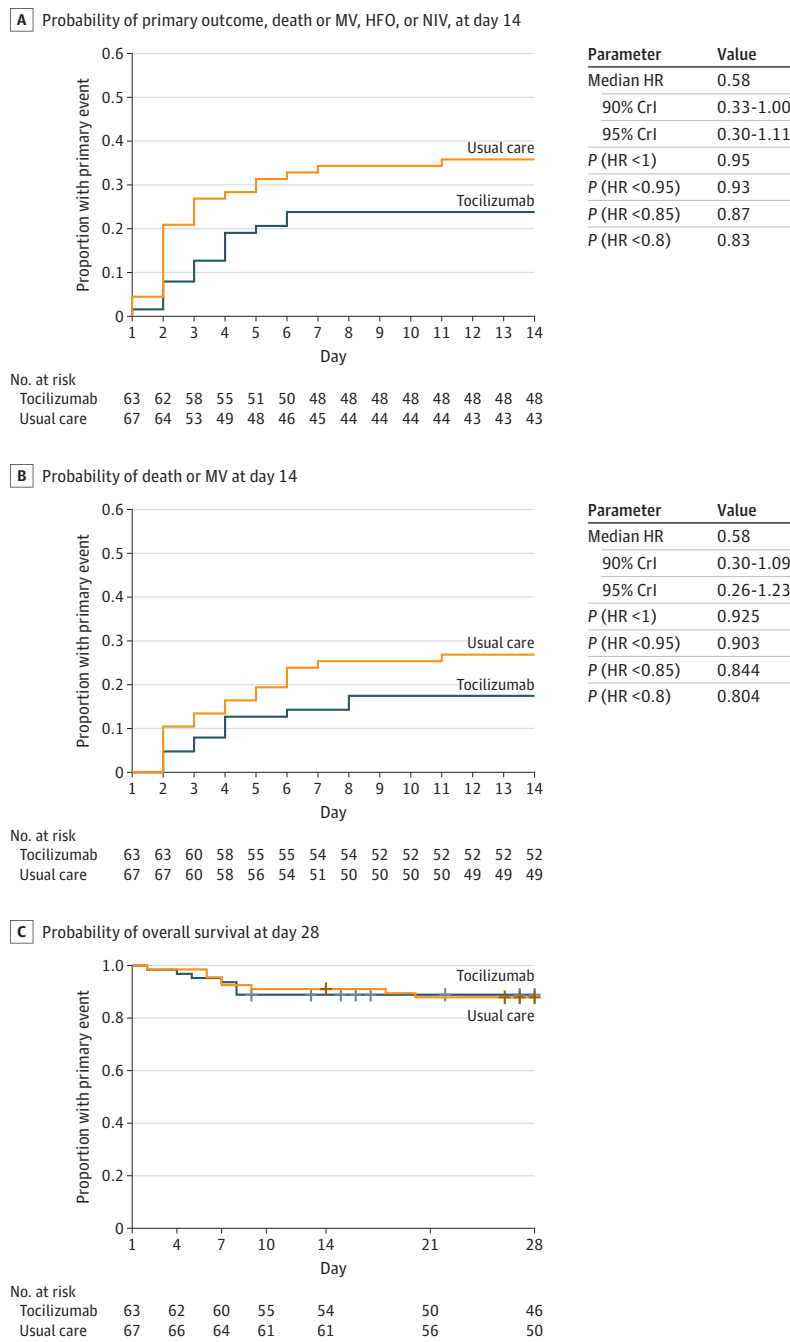 A Probability of primary outcome, death or MV, HFO, or NIV, at day 14
Proportion with primary event
0.6
0.5
0.4
0.3
0.2
0.1
0
Usual care
Tocilizumab
1 2 3 4 5 6 7 8 9 10 11 12 13 14
Day
No. at risk
Tocilizumab 63 62 58 55 51 50 48 48 48 48 48 48 48 48
Usual care 67 64 53 49 48 46 45 44 44 44 44 43 43 43
Parameter Value
Median HR 0.58
90% CrI 0.33-1.00
95% CrI 0.30-1.11
P (HR <1) 0.95
P (HR <0.95) 0.93
P (HR <0.85) 0.87
P (HR <0.8) 0.83
B Probability of death or MV at day 14
Proportion with primary event
0.6
0.5
0.4
0.3
0.2
0.1
0
Usual care
Tocilizumab
1 2 3 4 5 6 7 8 9 10 11 12 13 14
Day
No. at risk
Tocilizumab 63 63 60 58 55 55 54 54 52 52 52 52 52 52
Usual care 67 67 60 58 56 54 51 50 50 50 50 49 49 49
Parameter Value
Median HR 0.58
90% CrI 0.30-1.09
95% CrI 0.26-1.23
P (HR <1) 0.925
P (HR <0.95) 0.903
P (HR <0.85) 0.844
P (HR <0.8) 0.804
C Probability of overall survival at day 28
Proportion with primary event
1.0
0.8
0.6
0.4
0.2
0
Tocilizumab
Usual care
1 4 7 10 14 21 28
Day
No. at risk
Tocilizumab 63 62 60 55 54 50 46
Usual care 67 66 64 61 61 56 50